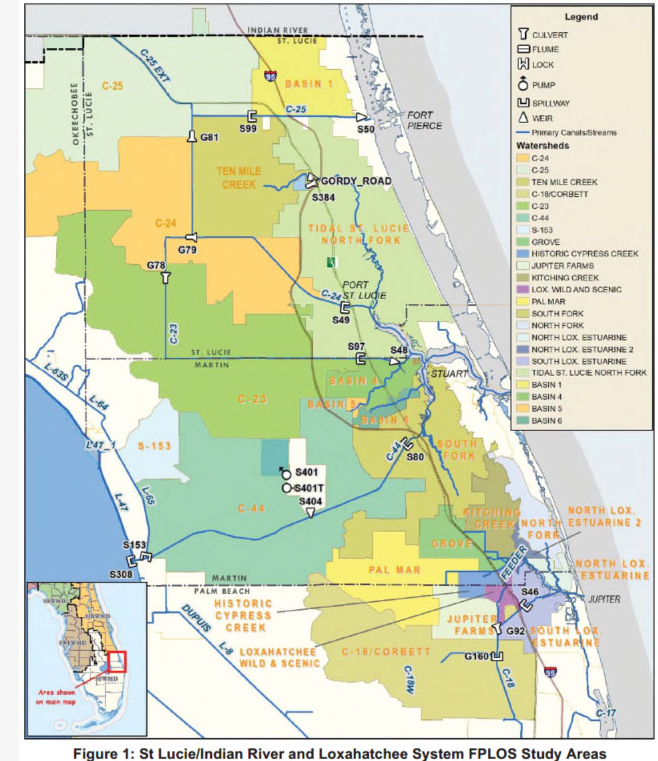 INDIAN RIVER
ST. LUCIE
C-25 EXT
95
BASIN 1
C-25
OKEECHOBEE
ST. LUCIE
C-25
S99
S50
FORT
PIERCE
G81
TEN MILE
CREEK
GORDY_ROAD
S384
C-24
TIDAL ST. LUCIE
NORTH FORK
G79
G78
PORT
ST. LUCIE
C-24
S49
C-23
S97
S48
ST. LUCIE
MARTIN
STUART
BASIN 4
L-63S
L-64
C-23
BASIN 5
BASIN 6
L47_1
S-153
C-44
S80
SOUTH
FORK
S401
S401T
S404
L-47
L-65
C-44
KITCHING
CREEK
NORTH
FORK
NORTH LOX.
ESTUARINE 2
GROVE
S153
S308
FEEDER
PAL MAR
NORTH LOX.
ESTUARINE
MARTIN
PALM BEACH
S46
JUPITER
HISTORIC
CYPRESS
CREEK
DUPUIS
JUPITER
FARMS
G92
SOUTH LOX.
ESTUARINE
L-8
LOXAHATCHEE
WILD & SCENIC
C-18/CORBETT
G160
C-18W
C-18
95
C-17
Legend
CULVERT
FLUME
LOCK
PUMP
SPILLWAY
WEIR
Primary Canals/Streams
Watersheds
C-24
C-25
TEN MILE CREEK
C-18/CORBETT
C-23
C-44
S-153
GROVE
HISTORIC CYPRESS CREEK
JUPITER FARMS
KITCHING CREEK
LOX. WILD AND SCENIC
PAL MAR
SOUTH FORK
NORTH FORK
NORTH LOX. ESTUARINE
NORTH LOX. ESTUARINE 2
SOUTH LOX. ESTUARINE
TIDAL ST. LUCIE NORTH FORK
BASIN 1
BASIN 4
BASIN 5
BASIN 6
SRWMD
SJRWMD
SWFWMD
SFWMD
Area shown
on main map
Figure 1: St Lucie/Indian River and Loxahatchee System FPLOS Study Areas